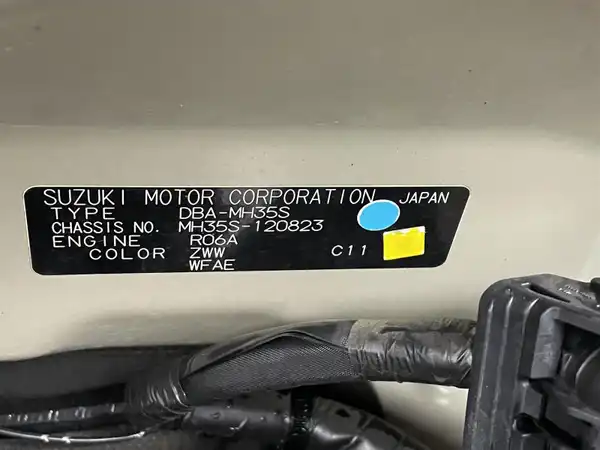 SUZUKI MOTOR CORPORATION JAPAN
TYPE DBA-MH35S
CHASSIS NO. MH35S-120823
ENGINE R06A
COLOR ZWW C11
WFAE